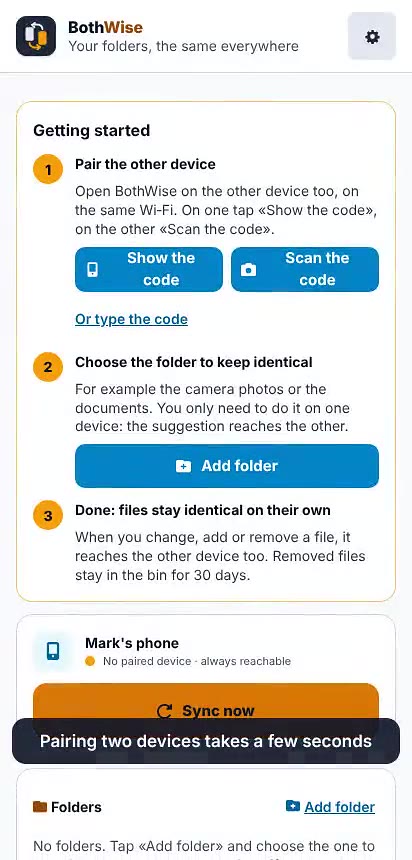 BothWise
Your folders, the same everywhere
Getting started
1
Pair the other device
Open BothWise on the other device too, on
the same Wi-Fi. On one tap «Show the code»,
on the other «Scan the code».
Show the
code
Scan the
code
Or type the code
2
Choose the folder to keep identical
For example the camera photos or the
documents. You only need to do it on one
device: the suggestion reaches the other.
Add folder
3
Done: files stay identical on their own
When you change, add or remove a file, it
reaches the other device too. Removed files
stay in the bin for 30 days.
Mark's phone
No paired device · always reachable
Sync now
Pairing two devices takes a few seconds
Folders
Add folder
No folders. Tap «Add folder» and choose the one to